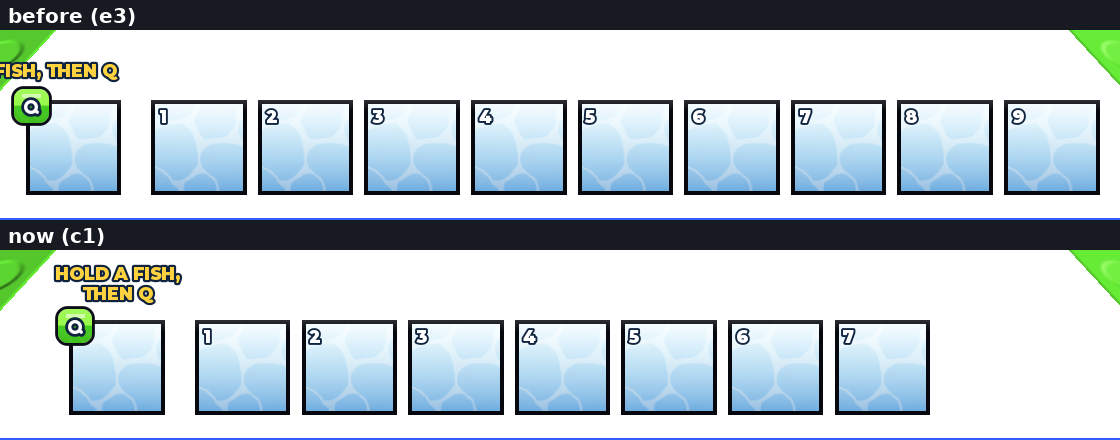 before (e3)
FISH, THEN Q
Q
1 2 3 4 5 6 7 8 9
now (c1)
HOLD A FISH,
THEN Q
Q
1 2 3 4 5 6 7